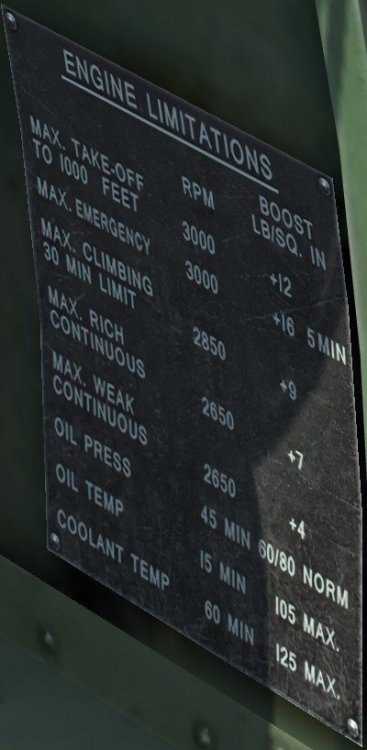 ENGINE LIMITATIONS
RPM BOOST
LB/SQ. IN
MAX. TAKE-OFF
TO 1000 FEET 3000 +12
MAX. EMERGENCY 3000 +16 5 MIN
MAX. CLIMBING
30 MIN LIMIT 2850 +9
MAX. RICH
CONTINUOUS 2650 +7
MAX. WEAK
CONTINUOUS 2650 +4
OIL PRESS 45 MIN 60/80 NORM
OIL TEMP 15 MIN 105 MAX.
COOLANT TEMP 60 MIN 125 MAX.